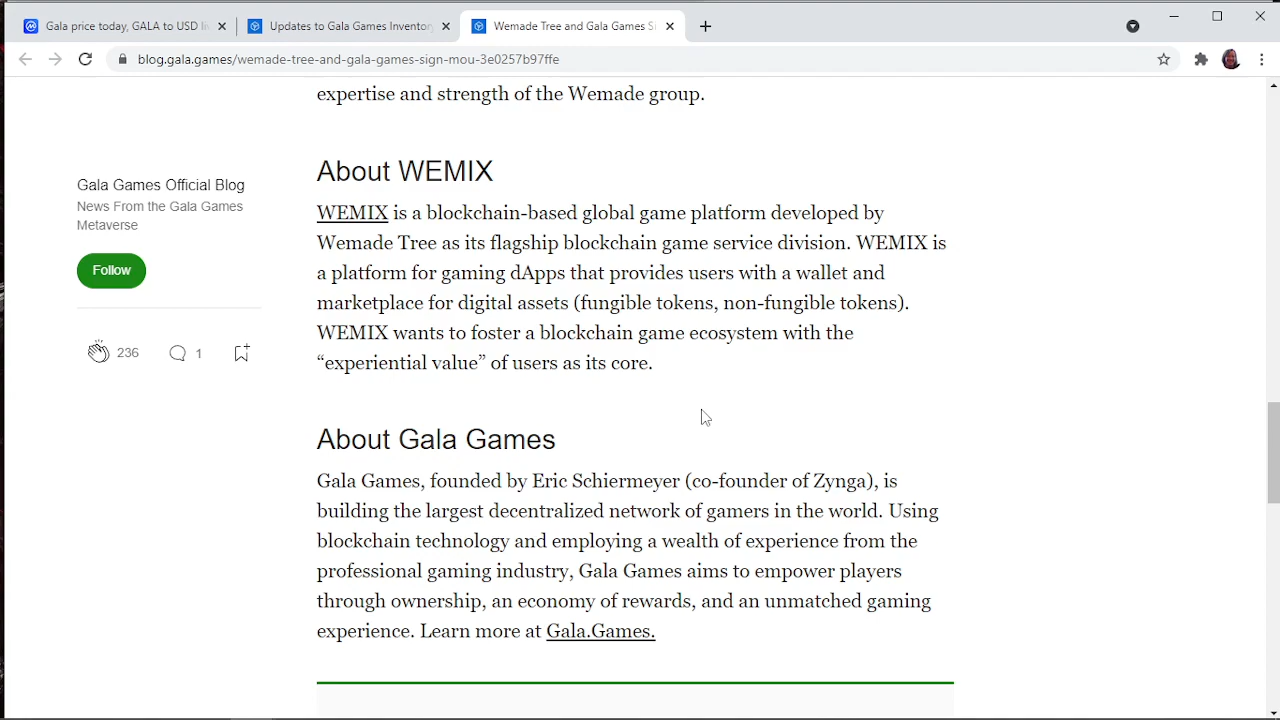 Gala price today, GALA to USD li
Updates to Gala Games Inventory
Wemade Tree and Gala Games Si
blog.gala.games/wemade-tree-and-gala-games-sign-mou-3e0257b97ffe
expertise and strength of the Wemade group.
Gala Games Official Blog
News From the Gala Games
Metaverse
Follow
236
1
About WEMIX
WEMIX is a blockchain-based global game platform developed by
Wemade Tree as its flagship blockchain game service division. WEMIX is
a platform for gaming dApps that provides users with a wallet and
marketplace for digital assets (fungible tokens, non-fungible tokens).
WEMIX wants to foster a blockchain game ecosystem with the
“experiential value” of users as its core.
About Gala Games
Gala Games, founded by Eric Schiermeyer (co-founder of Zynga), is
building the largest decentralized network of gamers in the world. Using
blockchain technology and employing a wealth of experience from the
professional gaming industry, Gala Games aims to empower players
through ownership, an economy of rewards, and an unmatched gaming
experience. Learn more at Gala.Games.